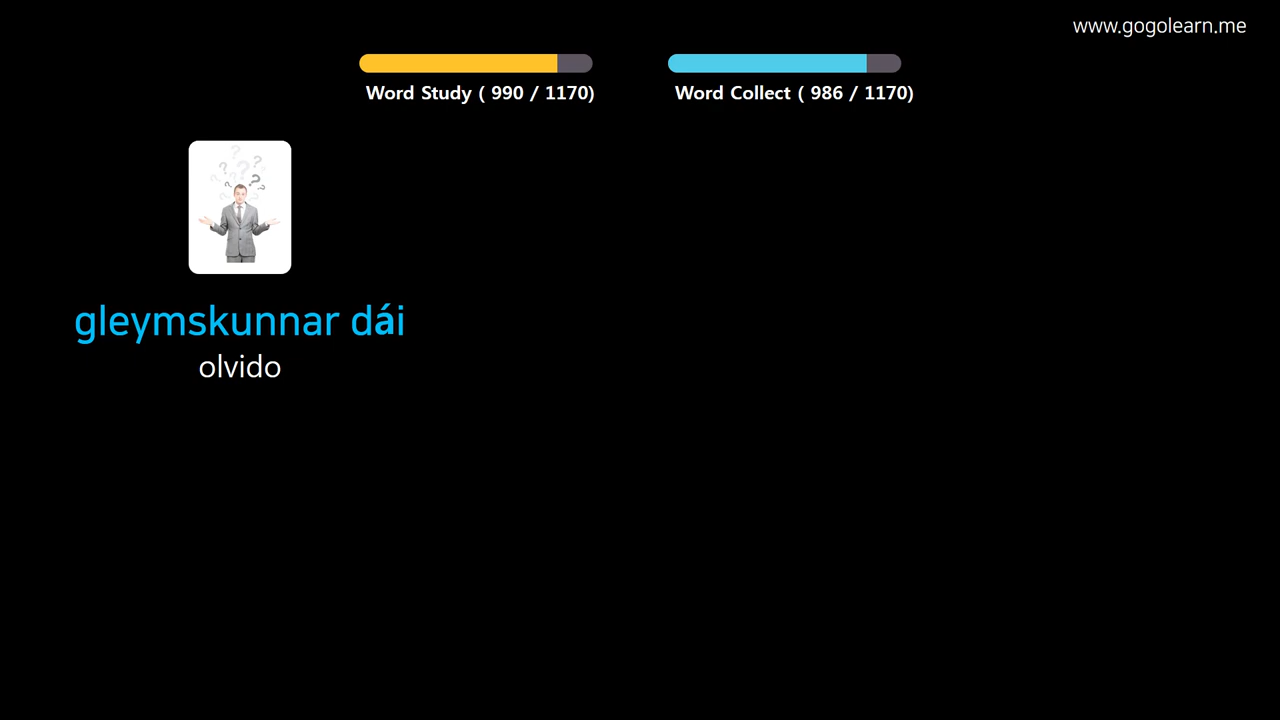 www.gogolearn.me
Word Study ( 990 / 1170)
Word Collect ( 986 / 1170)
gleymskunnar dái
olvido